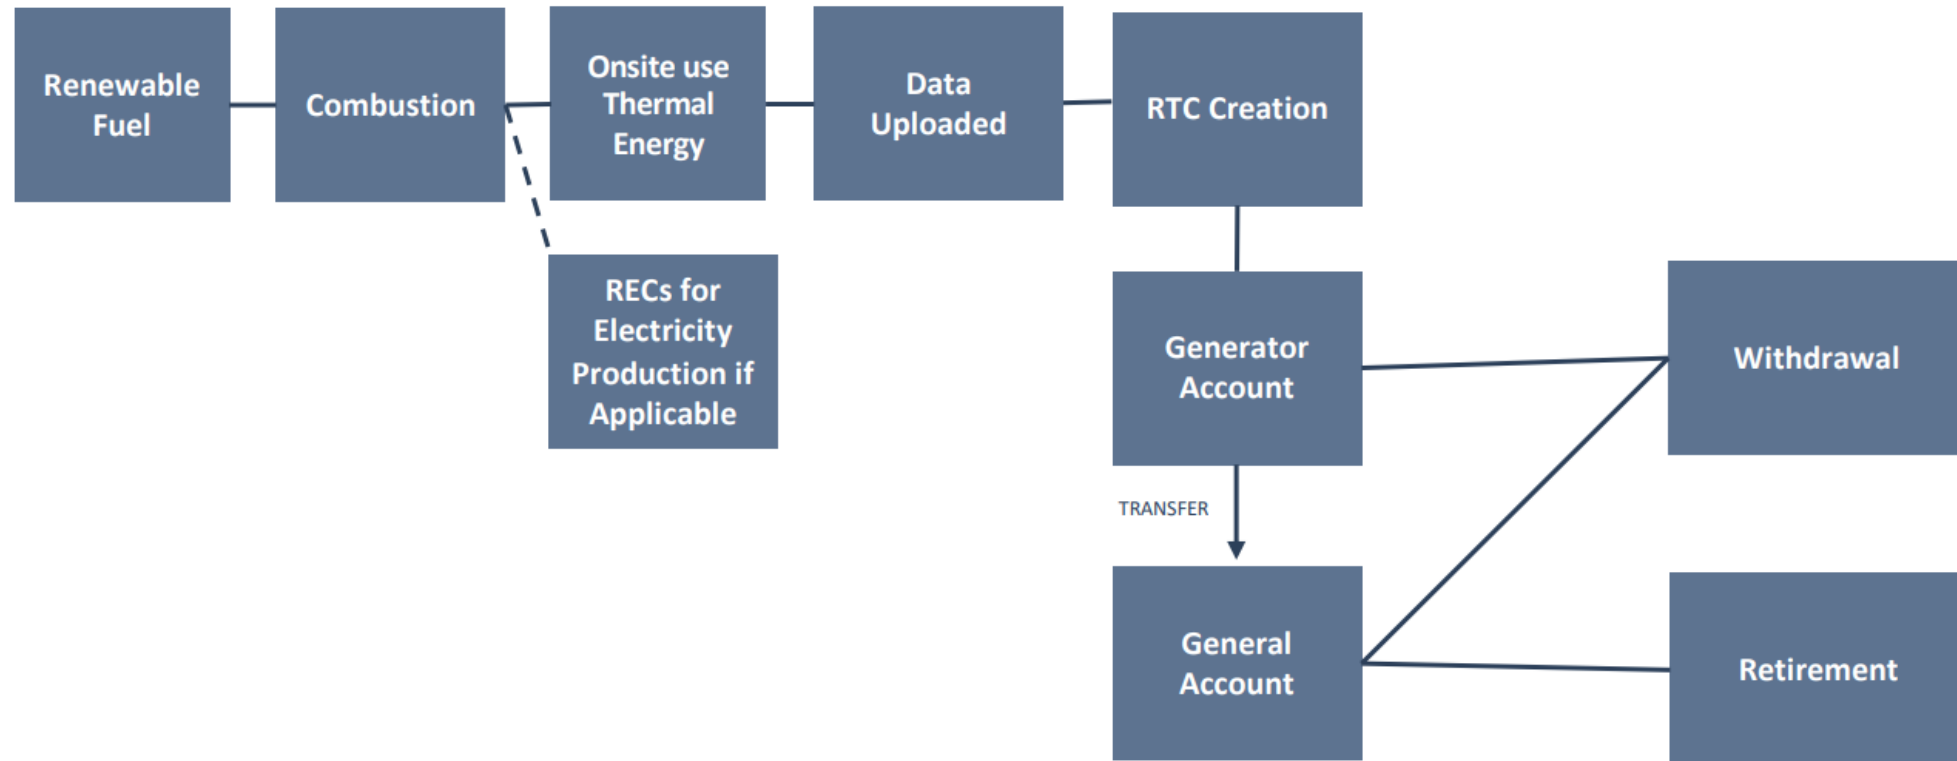 Renewable
Fuel
Combustion
Onsite use
Thermal
Energy
Data
Uploaded
RTC Creation
RECs for
Electricity
Production if
Applicable
Generator
Account
Withdrawal
TRANSFER
General
Account
Retirement